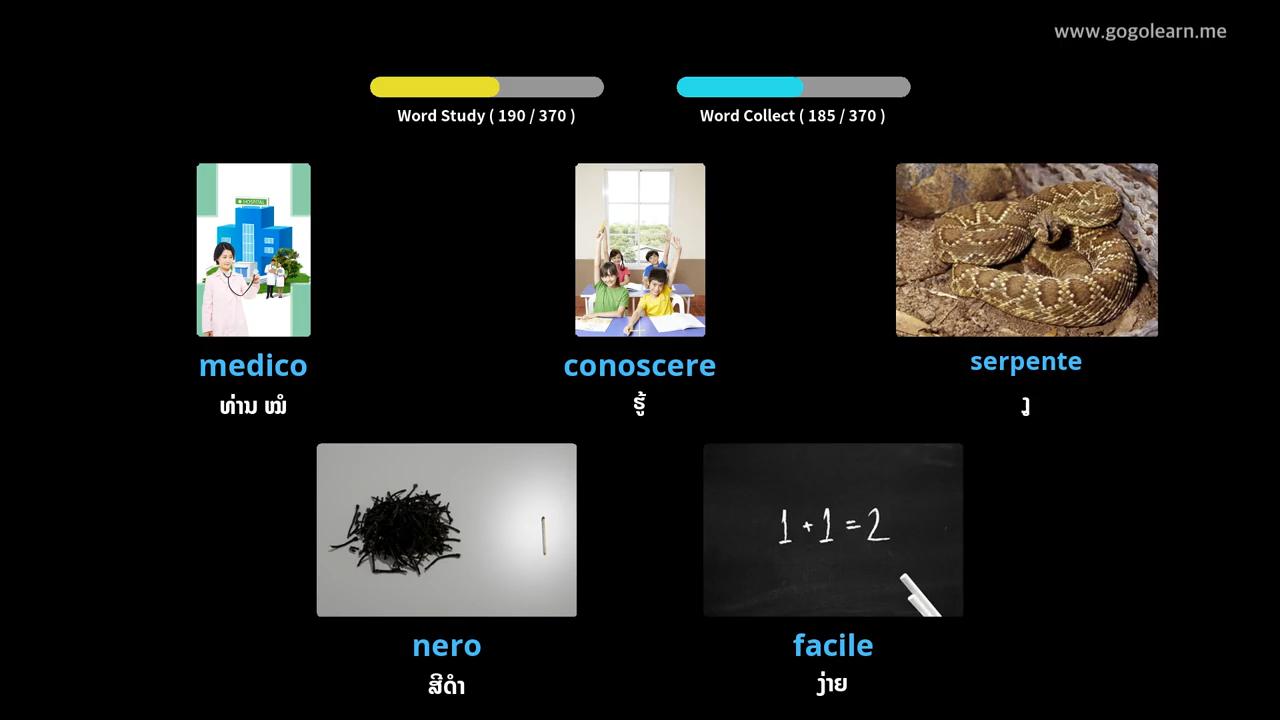 www.gogolearn.me
Word Study ( 190 / 370 )
Word Collect ( 185 / 370 )
HOSPITAL
medico
ທ່ານ ໝໍ
conoscere
ຮູ້
serpente
ງູ
1 + 1 = 2
nero
ສີດໍາ
facile
ງ່າຍ